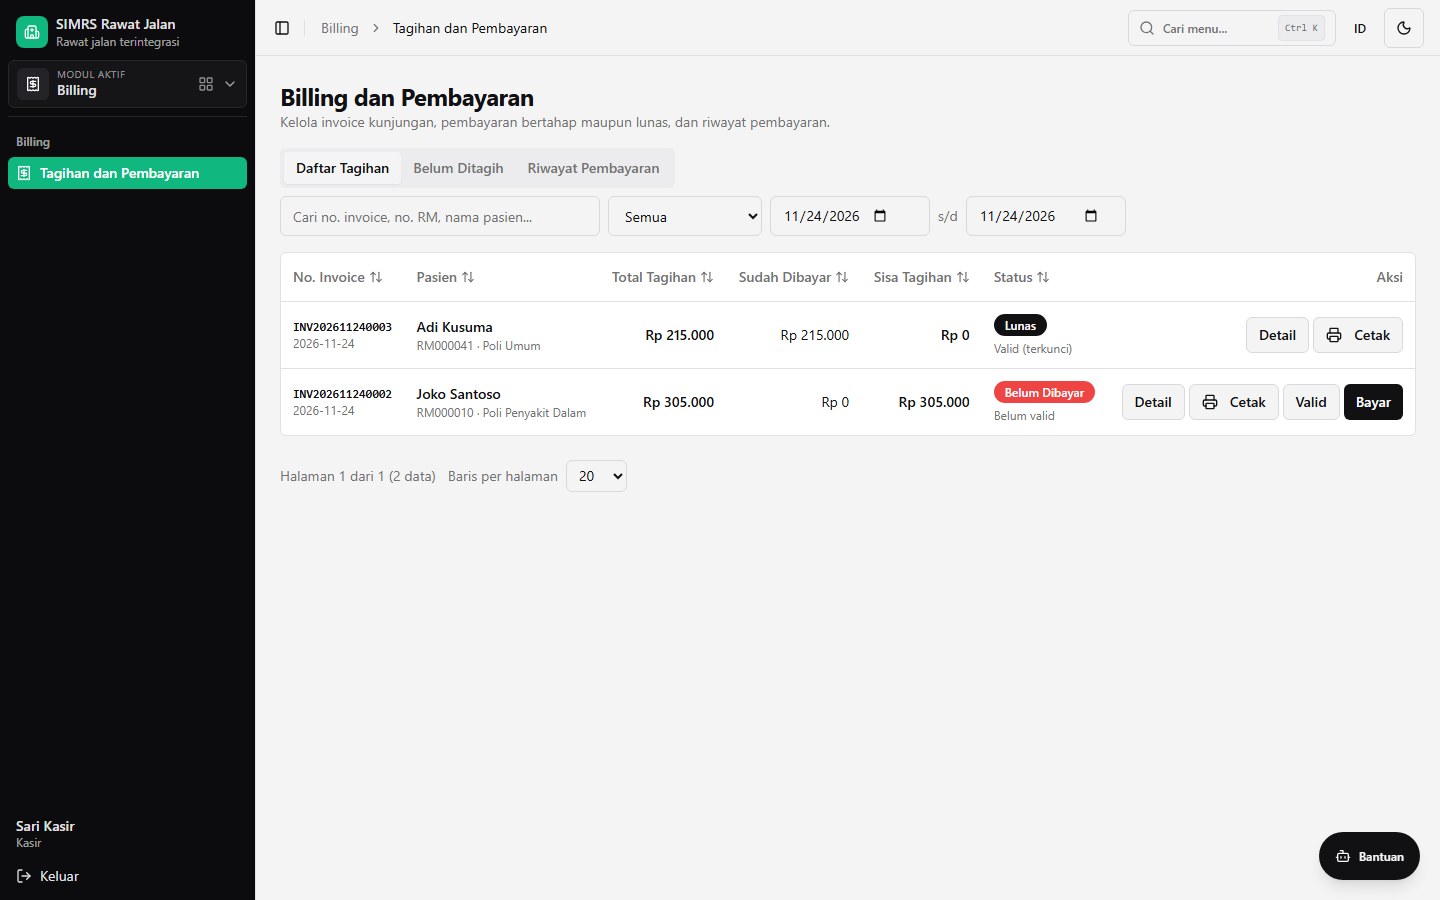 SIMRS Rawat Jalan
Rawat jalan terintegrasi
MODUL AKTIF
Billing
Billing
Tagihan dan Pembayaran
Sari Kasir
Kasir
Keluar
Billing > Tagihan dan Pembayaran
Cari menu... Ctrl K ID
Billing dan Pembayaran
Kelola invoice kunjungan, pembayaran bertahap maupun lunas, dan riwayat pembayaran.
Daftar Tagihan Belum Ditagih Riwayat Pembayaran
Cari no. invoice, no. RM, nama pasien... Semua 11/24/2026 s/d 11/24/2026
No. Invoice Pasien Total Tagihan Sudah Dibayar Sisa Tagihan Status Aksi
INV202611240003 Adi Kusuma Rp 215.000 Rp 215.000 Rp 0 Lunas Detail Cetak
2026-11-24 RM000041 · Poli Umum Valid (terkunci)
INV202611240002 Joko Santoso Rp 305.000 Rp 0 Rp 305.000 Belum Dibayar Detail Cetak Valid Bayar
2026-11-24 RM000010 · Poli Penyakit Dalam Belum valid
Halaman 1 dari 1 (2 data) Baris per halaman 20
Bantuan